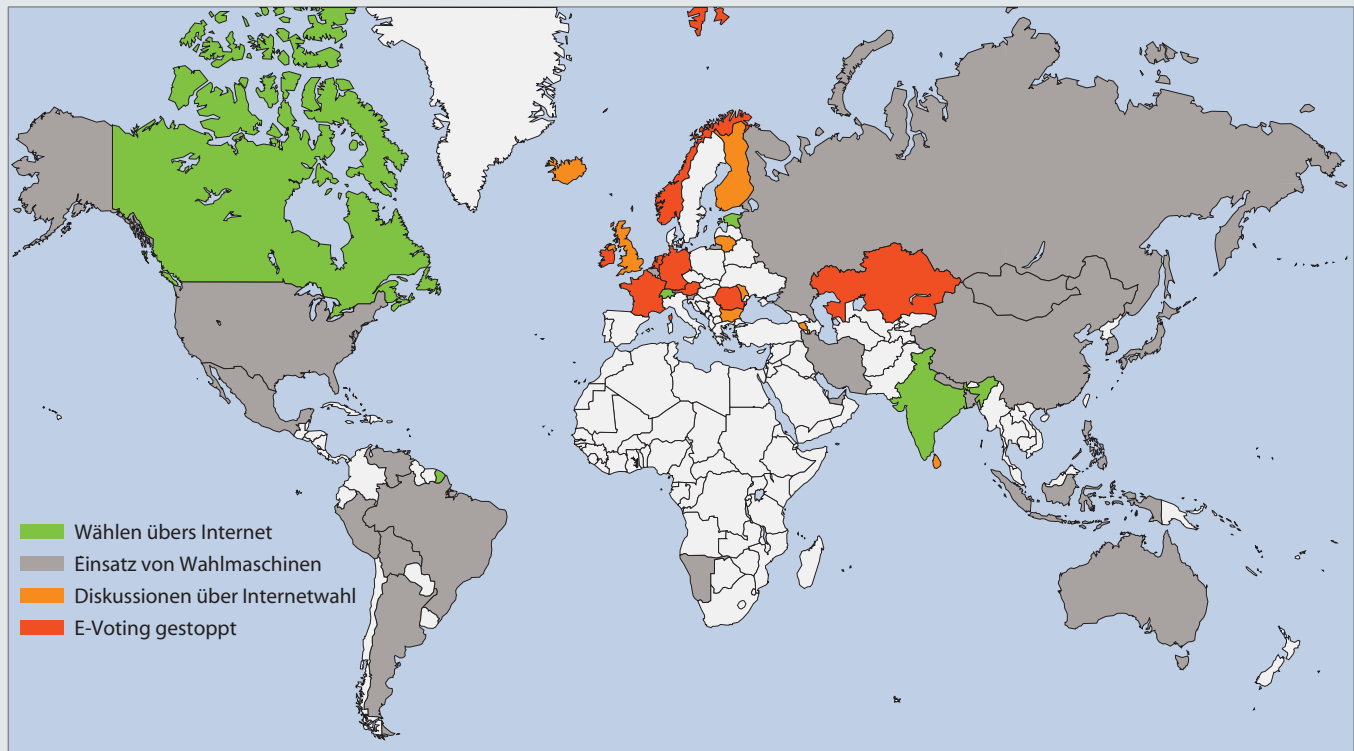 Wählen übers Internet
Einsatz von Wahlmaschinen
Diskussionen über Internetwahl
E-Voting gestoppt